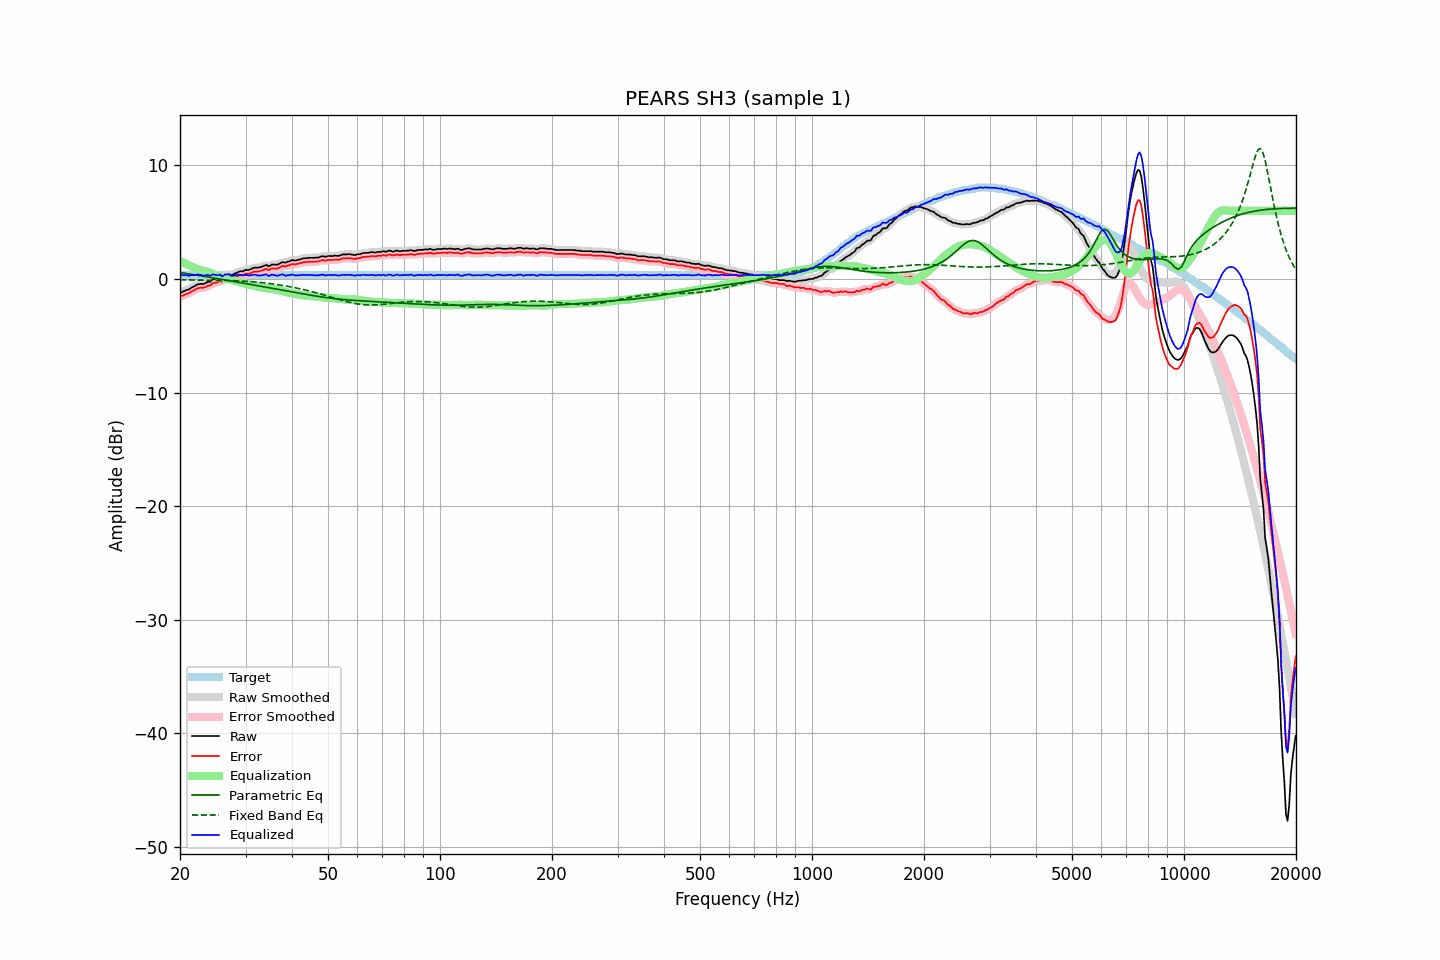 PEARS SH3 (sample 1)
10
0
−10
−20
−30
−40
−50
Amplitude (dBr)
Target
Raw Smoothed
Error Smoothed
Raw
Error
Equalization
Parametric Eq
Fixed Band Eq
Equalized
20 50 100 200 500 1000 2000 5000 10000 20000
Frequency (Hz)